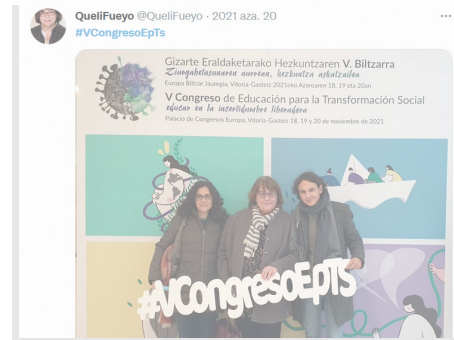 QueliFueyo @QueliFueyo · 2021 aza. 20
#VCongresoEpTs
Gizarte Eraldaketarako Hezkuntzaren V. Biltzarra
Ziurgabetasunaren aurrean, hezkuntza askatzailea
Europa Biltzar Jauregia, Vitoria-Gasteiz 2021eko Azaroaren 18, 19 eta 20an
V Congreso de Educación para la Transformación Social
educar en la incertidumbre liberadora
Palacio de Congresos Europa, Vitoria-Gasteiz 18, 19 y 20 de noviembre de 2021
#VCongresoEpTs